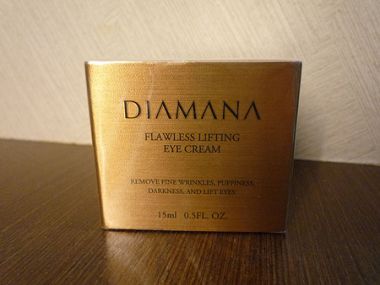 DIAMANA
FLAWLESS LIFTING
EYE CREAM
REMOVE FINE WRINKLES, PUFFINESS,
DARKNESS, AND LIFT EYES
15ml 0.5FL. OZ.